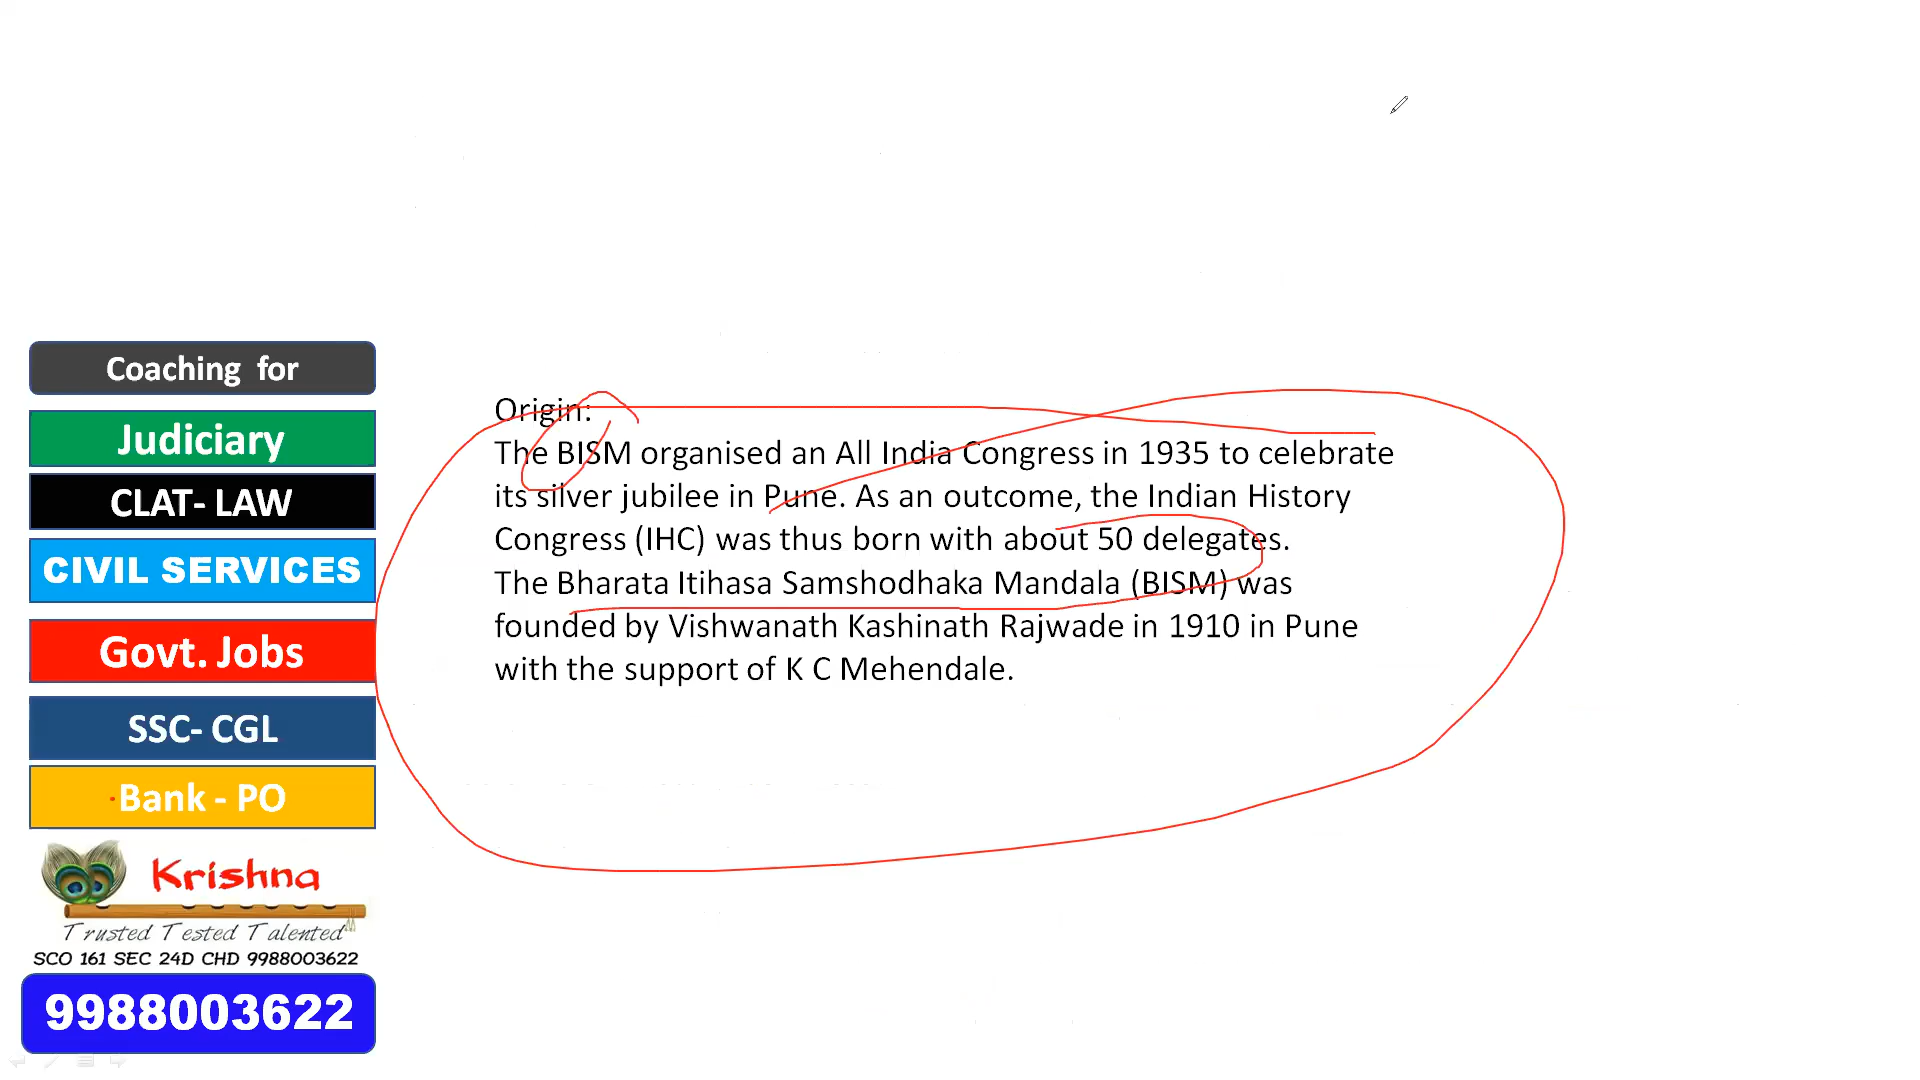 Coaching for
Judiciary
CLAT- LAW
CIVIL SERVICES
Govt. Jobs
SSC- CGL
Bank - PO
Krishna
Trusted Tested Talented
SCO 161 SEC 24D CHD 9988003622
9988003622
Origin:
The BISM organised an All India Congress in 1935 to celebrate
its silver jubilee in Pune. As an outcome, the Indian History
Congress (IHC) was thus born with about 50 delegates.
The Bharata Itihasa Samshodhaka Mandala (BISM) was
founded by Vishwanath Kashinath Rajwade in 1910 in Pune
with the support of K C Mehendale.